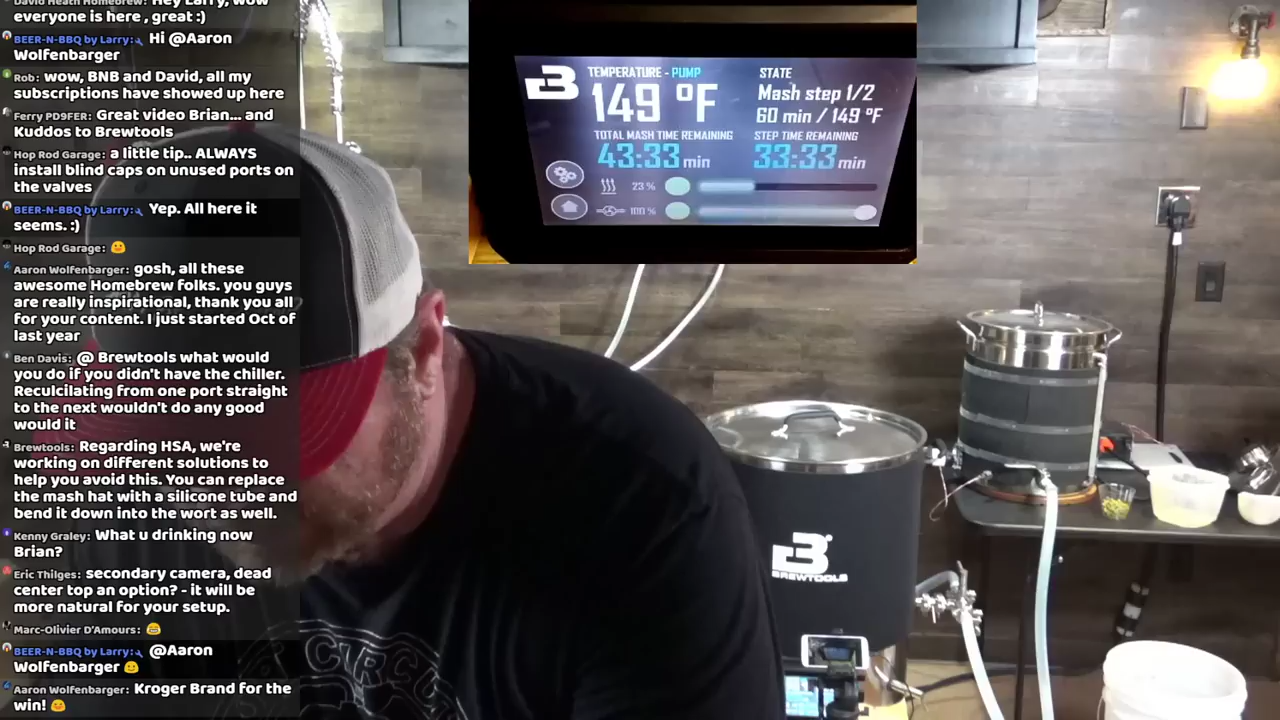 David Heath Homebrew: Hey Larry, wow
everyone is here , great :)
BEER-N-BBQ by Larry: Hi @Aaron
Wolfenbarger
Rob: wow, BNB and David, all my
subscriptions have showed up here
Ferry PD9FER: Great video Brian... and
Kuddos to Brewtools
Hop Rod Garage: a little tip.. ALWAYS
install blind caps on unused ports on
the valves
BEER-N-BBQ by Larry: Yep. All here it
seems. :)
Hop Rod Garage:
Aaron Wolfenbarger: gosh, all these
awesome Homebrew folks. you guys
are really inspirational, thank you all
for your content. I just started Oct of
last year
Ben Davis: @ Brewtools what would
you do if you didn't have the chiller.
Reculcilating from one port straight
to the next wouldn't do any good
would it
Brewtools: Regarding HSA, we're
working on different solutions to
help you avoid this. You can replace
the mash hat with a silicone tube and
bend it down into the wort as well.
Kenny Graley: What u drinking now
Brian?
Eric Thilges: secondary camera, dead
center top an option? - it will be
more natural for your setup.
Marc-Olivier D'Amours:
BEER-N-BBQ by Larry: @Aaron
Wolfenbarger
Aaron Wolfenbarger: Kroger Brand for the
win!
TEMPERATURE - PUMP
149 °F
STATE
Mash step 1/2
60 min / 149 °F
TOTAL MASH TIME REMAINING
43:33 min
STEP TIME REMAINING
33:33 min
23 %
100 %
BREWTOOLS